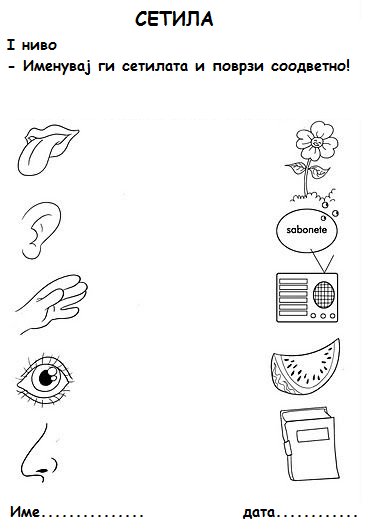 СЕТИЛА
I ниво
- Именувај ги сетилата и поврзи соодветно!
sabonete
Име............... дата............